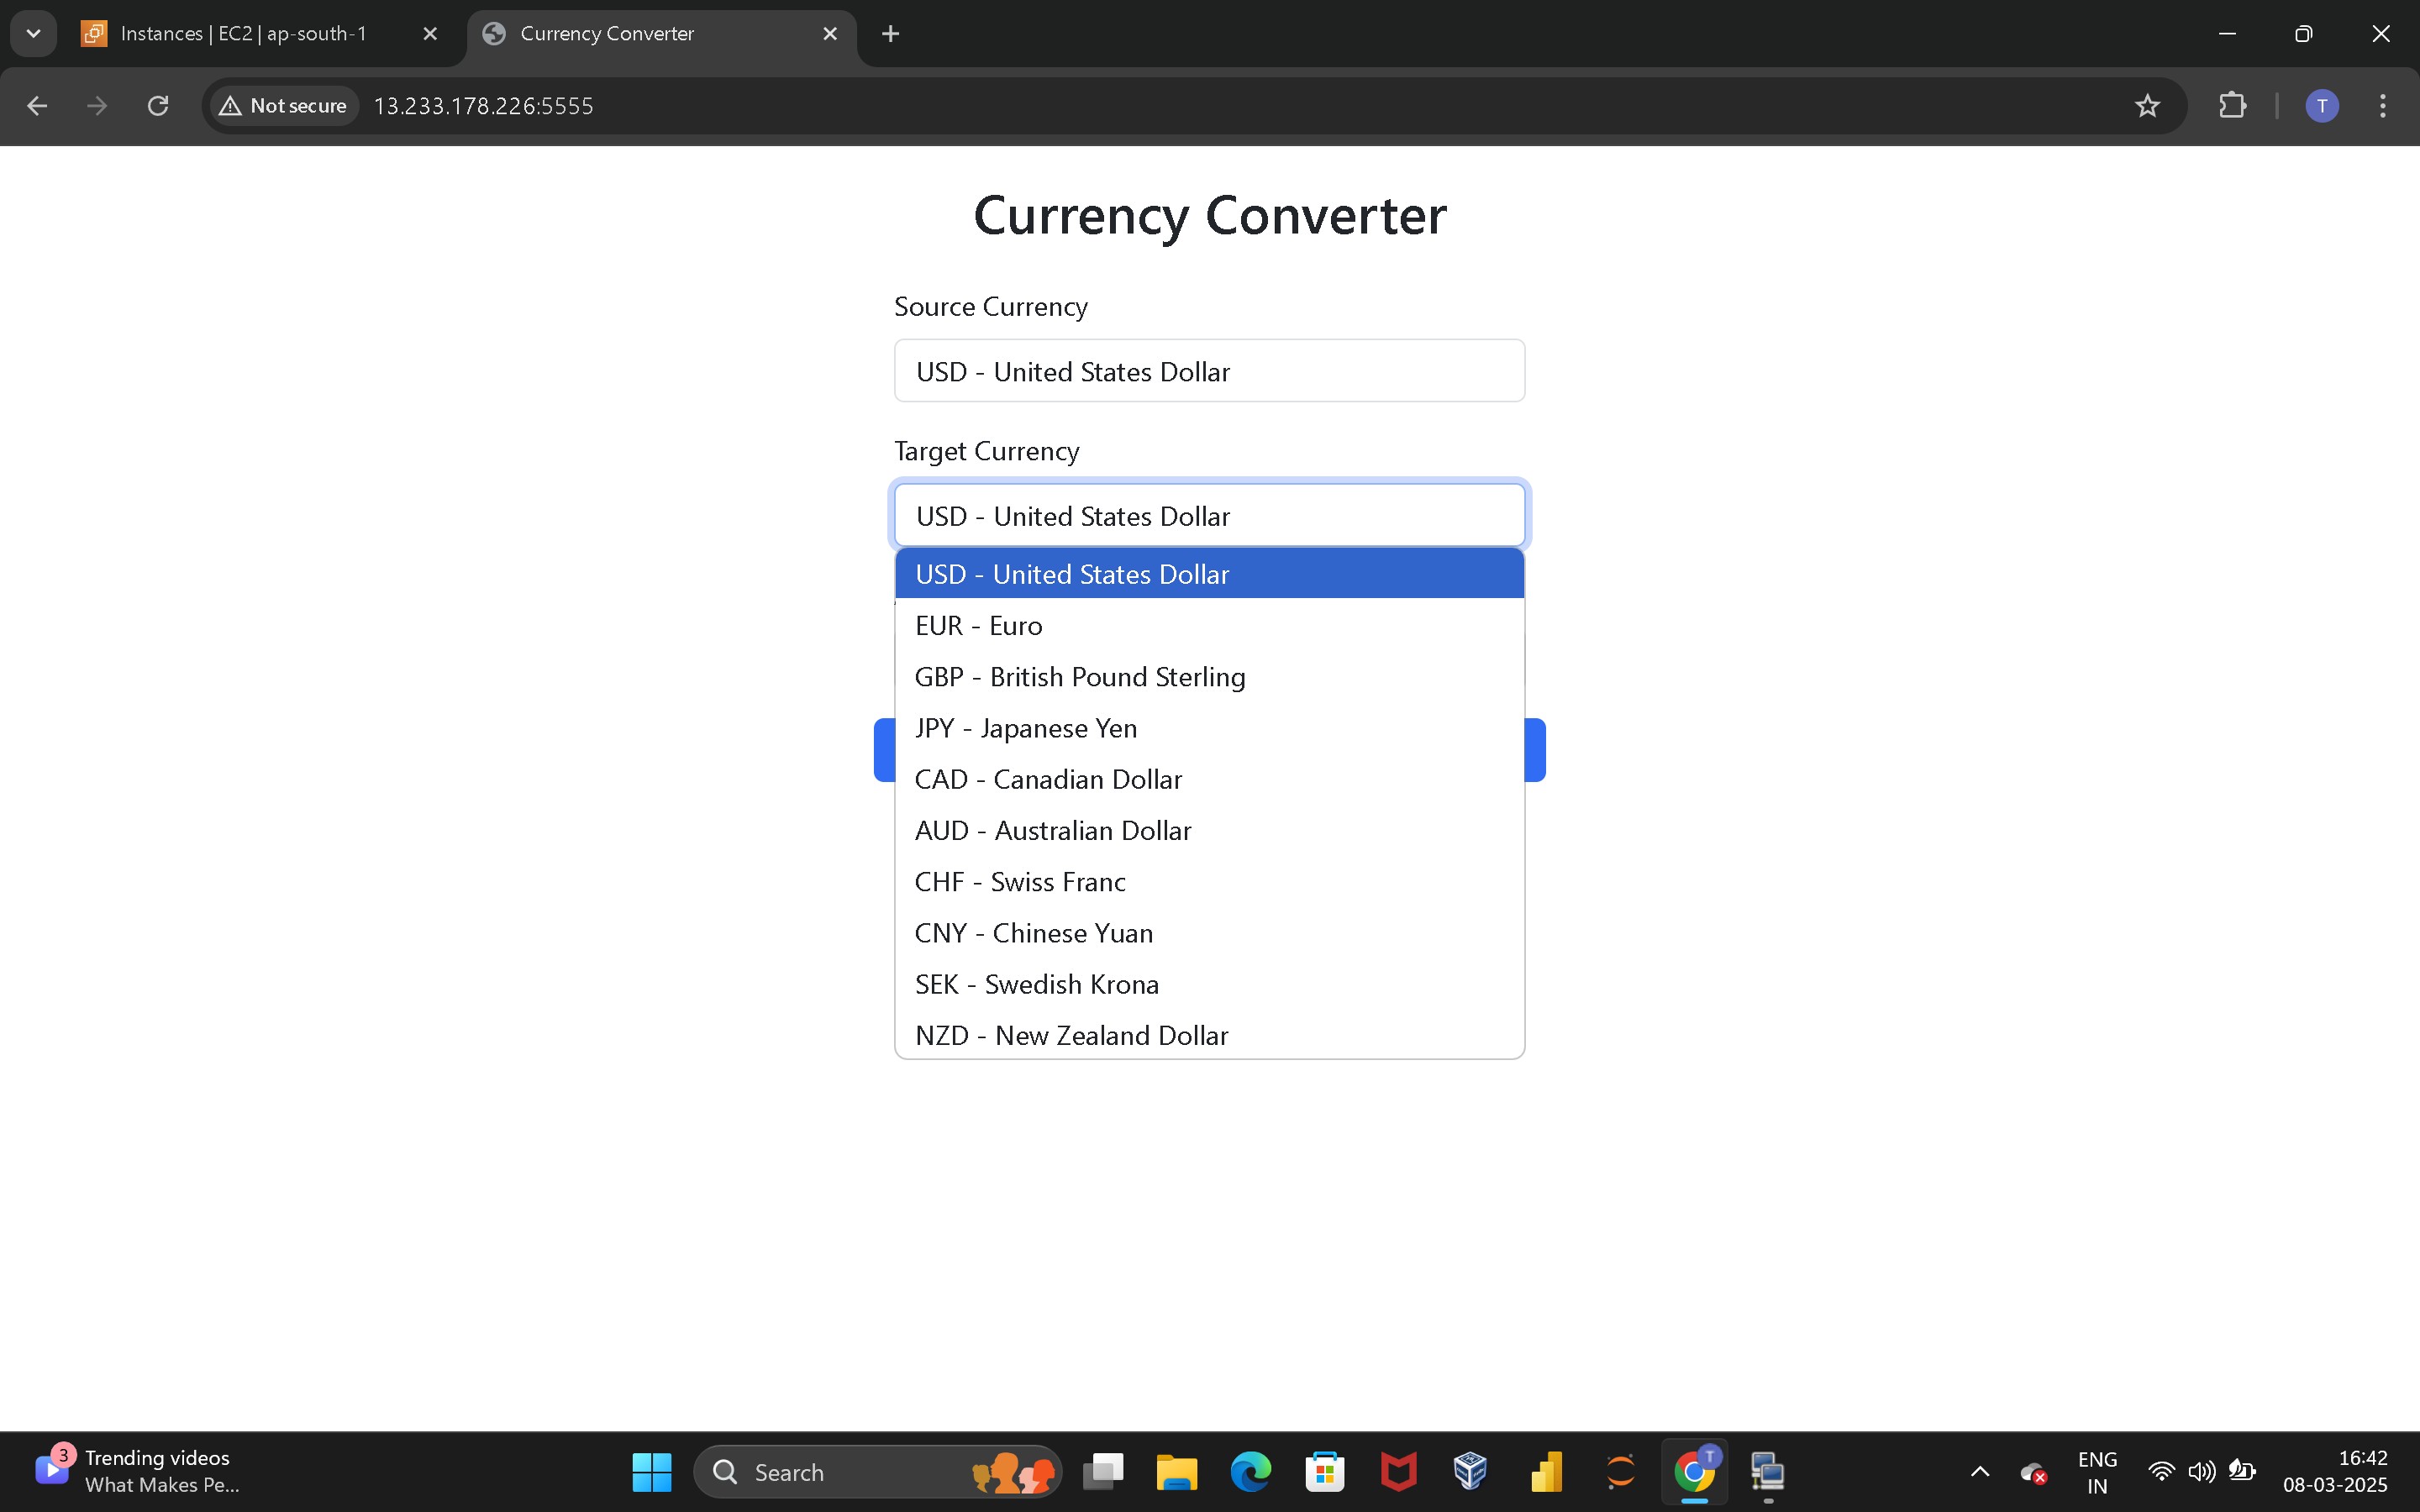 Instances | EC2 | ap-south-1
Currency Converter
Not secure
13.233.178.226:5555
T
Currency Converter
Source Currency
USD - United States Dollar
Target Currency
USD - United States Dollar
USD - United States Dollar
EUR - Euro
GBP - British Pound Sterling
JPY - Japanese Yen
CAD - Canadian Dollar
AUD - Australian Dollar
CHF - Swiss Franc
CNY - Chinese Yuan
SEK - Swedish Krona
NZD - New Zealand Dollar
3
Trending videos
What Makes Pe...
Search
T
ENG
IN
16:42
08-03-2025